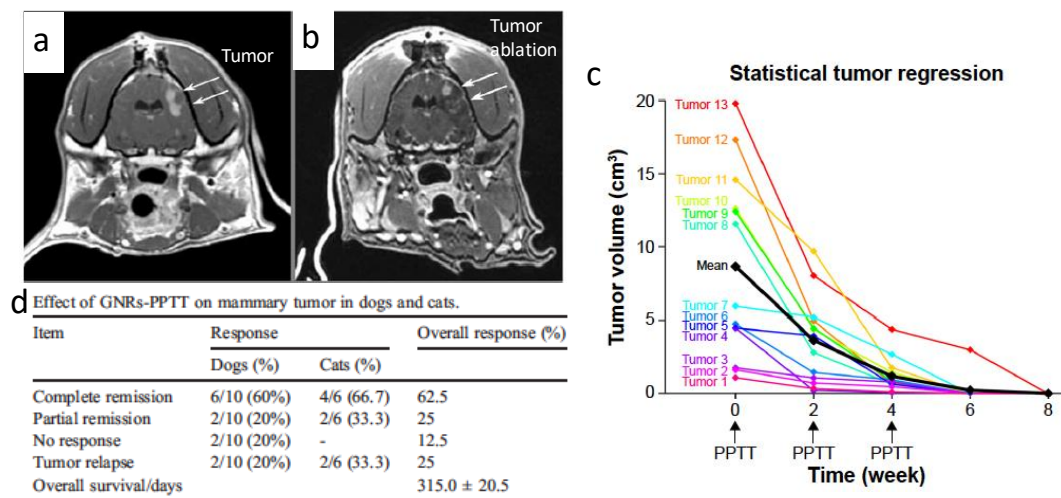 a
Tumor
b
Tumor
ablation
c
Statistical tumor regression
Tumor volume (cm³)
20
15
10
5
0
Tumor 13
Tumor 12
Tumor 11
Tumor 10
Tumor 9
Tumor 8
Mean
Tumor 7
Tumor 6
Tumor 5
Tumor 4
Tumor 3
Tumor 2
Tumor 1
0 2 4 6 8
PPTT PPTT PPTT
Time (week)
d
Effect of GNRs-PPTT on mammary tumor in dogs and cats.
Item Response Overall response (%)
Dogs (%) Cats (%)
Complete remission 6/10 (60%) 4/6 (66.7) 62.5
Partial remission 2/10 (20%) 2/6 (33.3) 25
No response 2/10 (20%) - 12.5
Tumor relapse 2/10 (20%) 2/6 (33.3) 25
Overall survival/days 315.0 ± 20.5